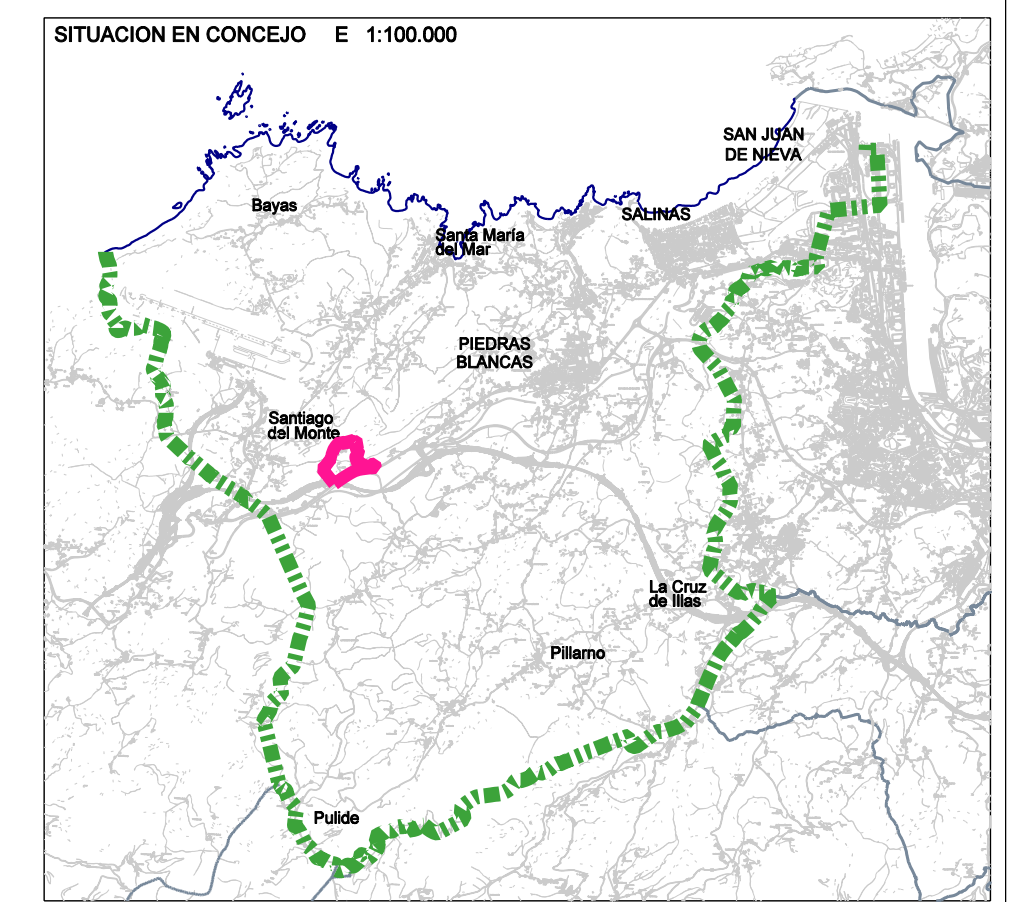 SITUACION EN CONCEJO E 1:100.000
SAN JUAN
DE NIEVA
Bayas
SALINAS
Santa María
del Mar
PIEDRAS
BLANCAS
Santiago
del Monte
La Cruz
de Illas
Pillarno
Pulide